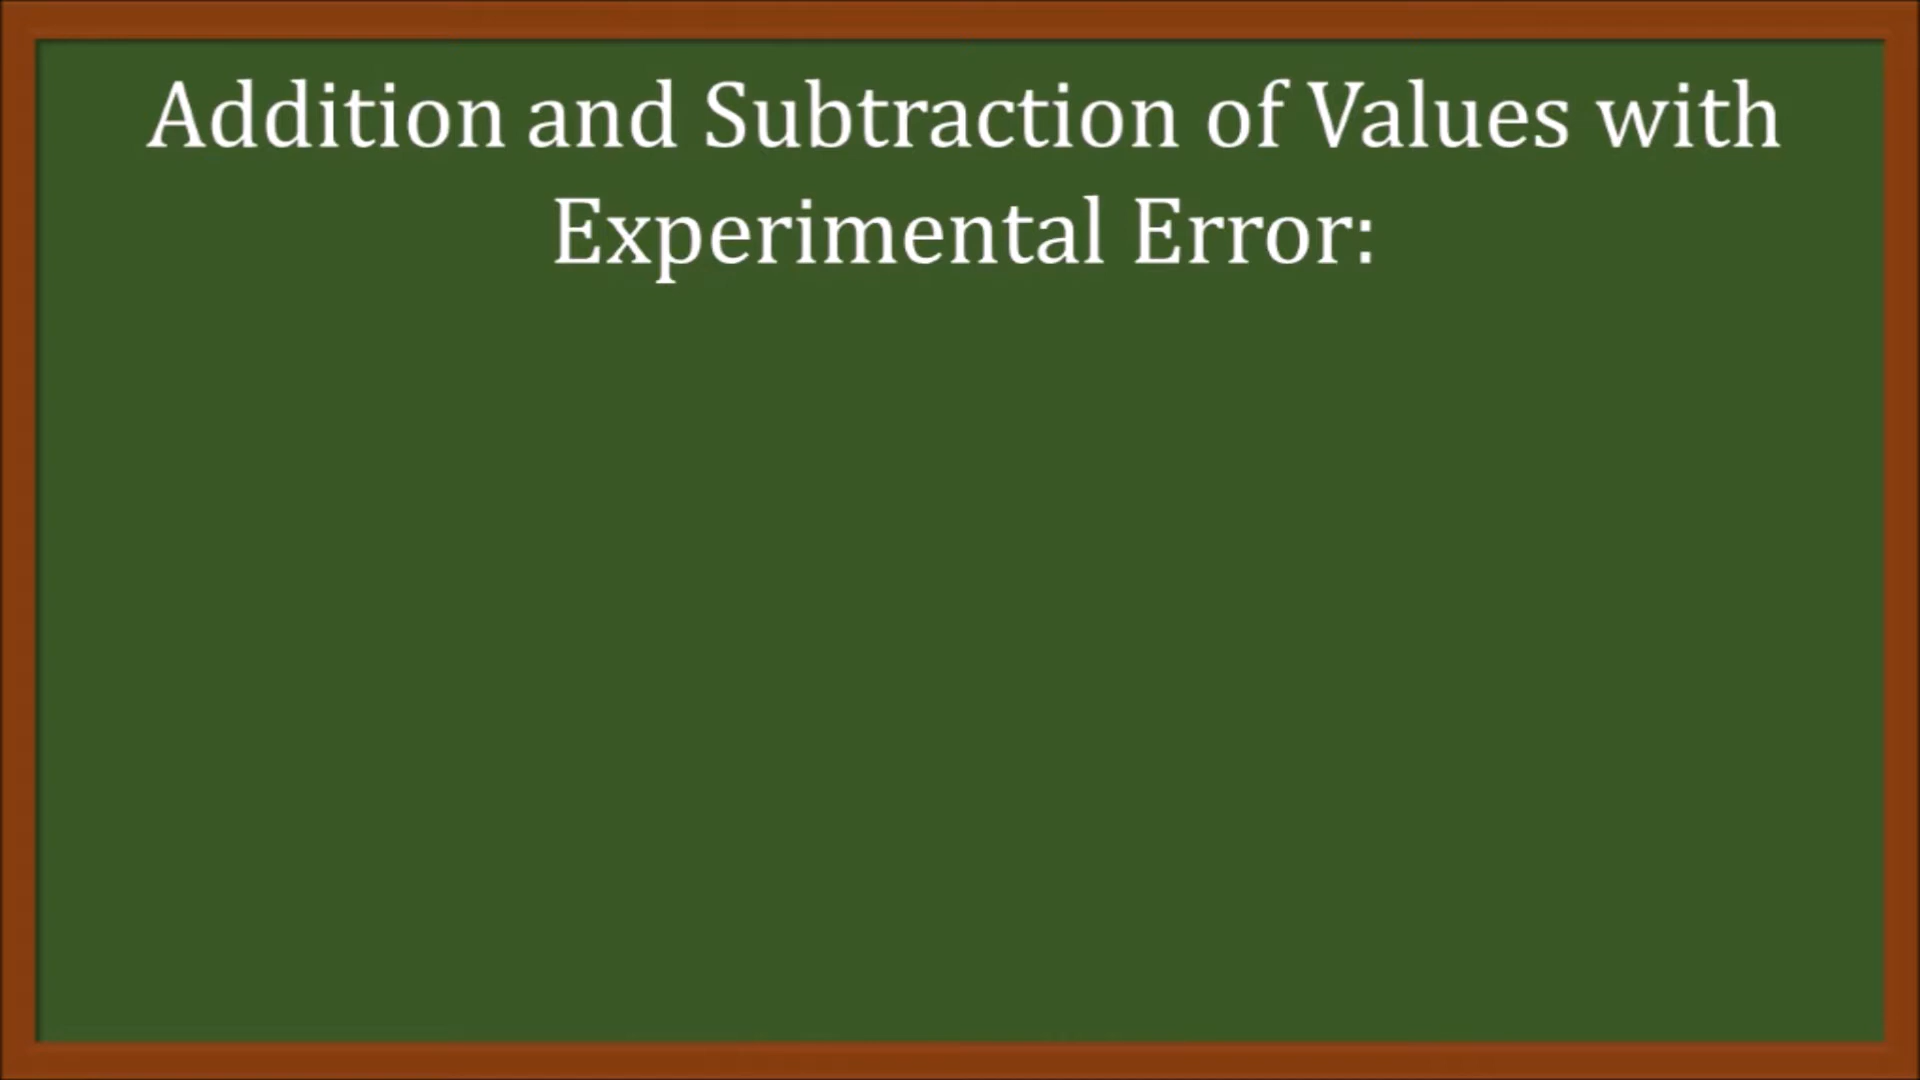 Addition and Subtraction of Values with
Experimental Error: